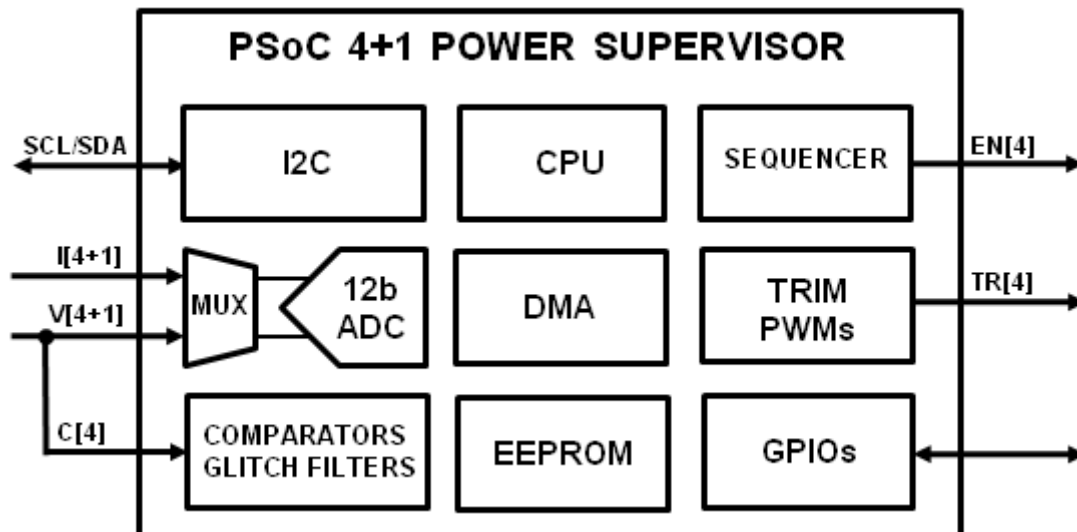 PSoC 4+1 POWER SUPERVISOR
SCL/SDA
I2C
CPU
SEQUENCER
EN[4]
I[4+1]
V[4+1]
MUX
12b
ADC
DMA
TRIM
PWMs
TR[4]
C[4]
COMPARATORS
GLITCH FILTERS
EEPROM
GPIOs